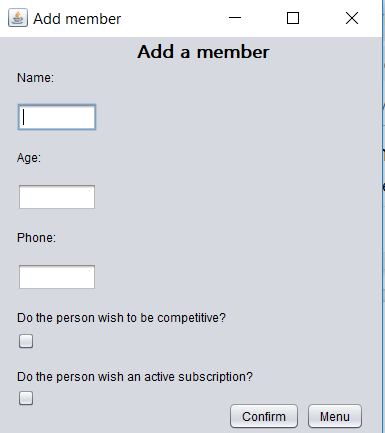 Add member
Add a member
Name:
Age:
Phone:
Do the person wish to be competitive?
Do the person wish an active subscription?
Confirm Menu